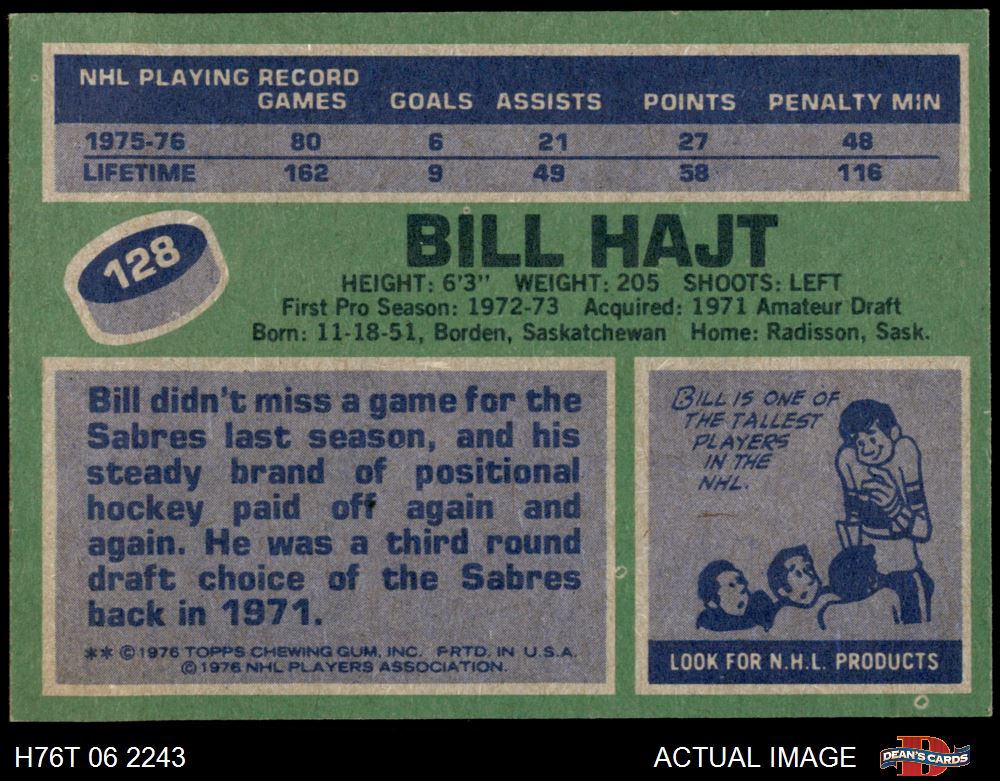 NHL PLAYING RECORD
GAMES GOALS ASSISTS POINTS PENALTY MIN
1975-76 80 6 21 27 48
LIFETIME 162 9 49 58 116
128
BILL HAJT
HEIGHT: 6'3" WEIGHT: 205 SHOOTS: LEFT
First Pro Season: 1972-73 Acquired: 1971 Amateur Draft
Born: 11-18-51, Borden, Saskatchewan Home: Radisson, Sask.
Bill didn't miss a game for the
Sabres last season, and his
steady brand of positional
hockey paid off again and
again. He was a third round
draft choice of the Sabres
back in 1971.
** © 1976 TOPPS CHEWING GUM, INC. PRTD. IN U.S.A.
© 1976 NHL PLAYERS ASSOCIATION.
BILL IS ONE OF
THE TALLEST
PLAYERS
IN THE
NHL.
LOOK FOR N.H.L. PRODUCTS
H76T 06 2243
ACTUAL IMAGE
D DEAN'S CARDS